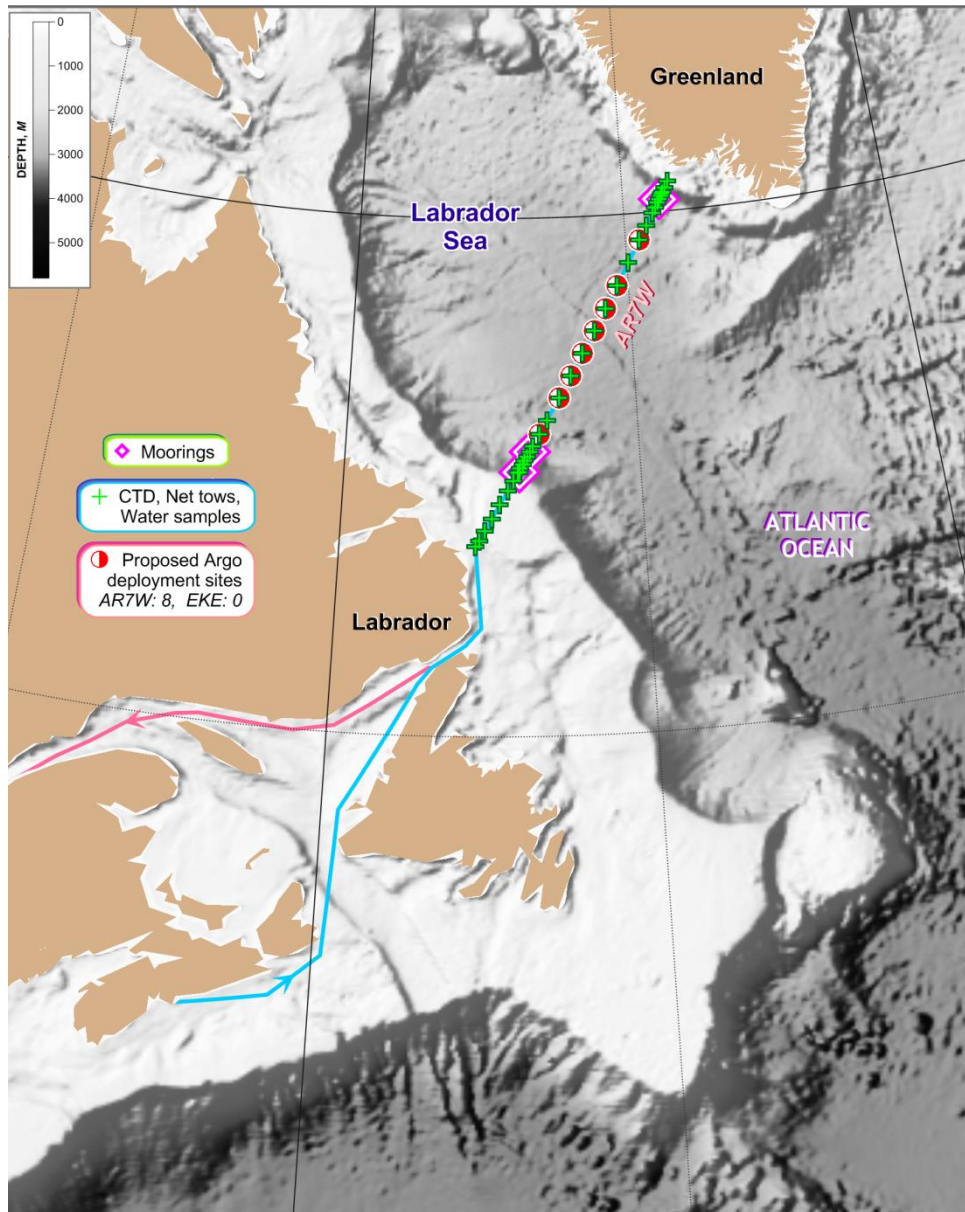 0
1000
2000
3000
4000
5000
DEPTH, M
Greenland
Labrador
Sea
AR7W
Moorings
CTD, Net tows,
Water samples
Proposed Argo
deployment sites
AR7W: 8, EKE: 0
ATLANTIC
OCEAN
Labrador